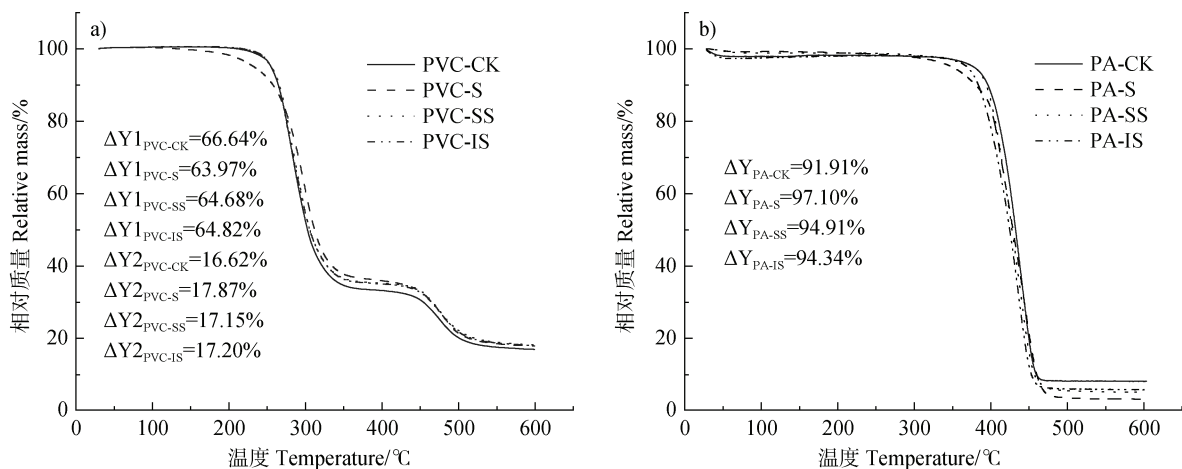 a)
相对质量 Relative mass/%
100
80
60
40
20
0
PVC-CK
PVC-S
PVC-SS
PVC-IS
ΔY1PVC-CK=66.64%
ΔY1PVC-S=63.97%
ΔY1PVC-SS=64.68%
ΔY1PVC-IS=64.82%
ΔY2PVC-CK=16.62%
ΔY2PVC-S=17.87%
ΔY2PVC-SS=17.15%
ΔY2PVC-IS=17.20%
0 100 200 300 400 500 600
温度 Temperature/℃
b)
相对质量 Relative mass/%
100
80
60
40
20
0
PA-CK
PA-S
PA-SS
PA-IS
ΔYPA-CK=91.91%
ΔYPA-S=97.10%
ΔYPA-SS=94.91%
ΔYPA-IS=94.34%
0 100 200 300 400 500 600
温度 Temperature/℃